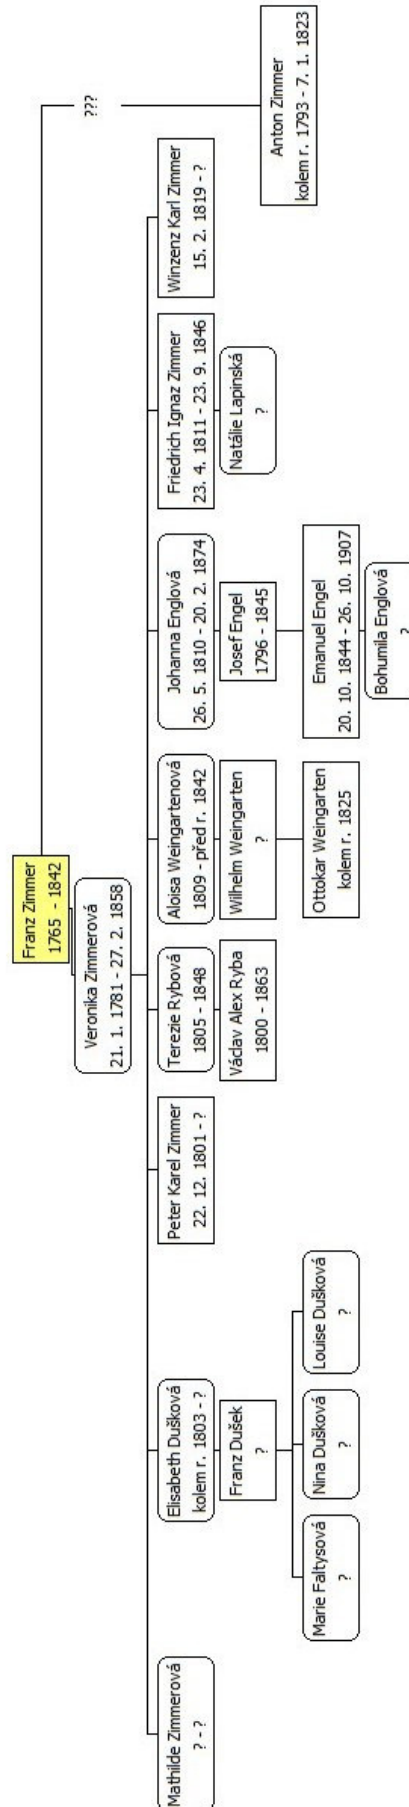 Franz Zimmer
1765 - 1842
Veronika Zimmerová
21. 1. 1781 - 27. 2. 1858
???
Mathilde Zimmerová
? - ?
Elisabeth Dušková
kolem r. 1803 - ?
Franz Dušek
?
Marie Faltysová
?
Nina Dušková
?
Louise Dušková
?
Peter Karel Zimmer
22. 12. 1801 - ?
Terezie Rybová
1805 - 1848
Václav Alex Ryba
1800 - 1863
Aloisa Weingartenová
1809 - před r. 1842
Wilhelm Weingarten
?
Ottokar Weingarten
kolem r. 1825
Johanna Englová
26. 5. 1810 - 20. 2. 1874
Josef Engel
1796 - 1845
Emanuel Engel
20. 10. 1844 - 26. 10. 1907
Bohumila Englová
?
Friedrich Ignaz Zimmer
23. 4. 1811 - 23. 9. 1846
Natálie Lapinská
?
Winzenz Karl Zimmer
15. 2. 1819 - ?
Anton Zimmer
kolem r. 1793 - 7. 1. 1823